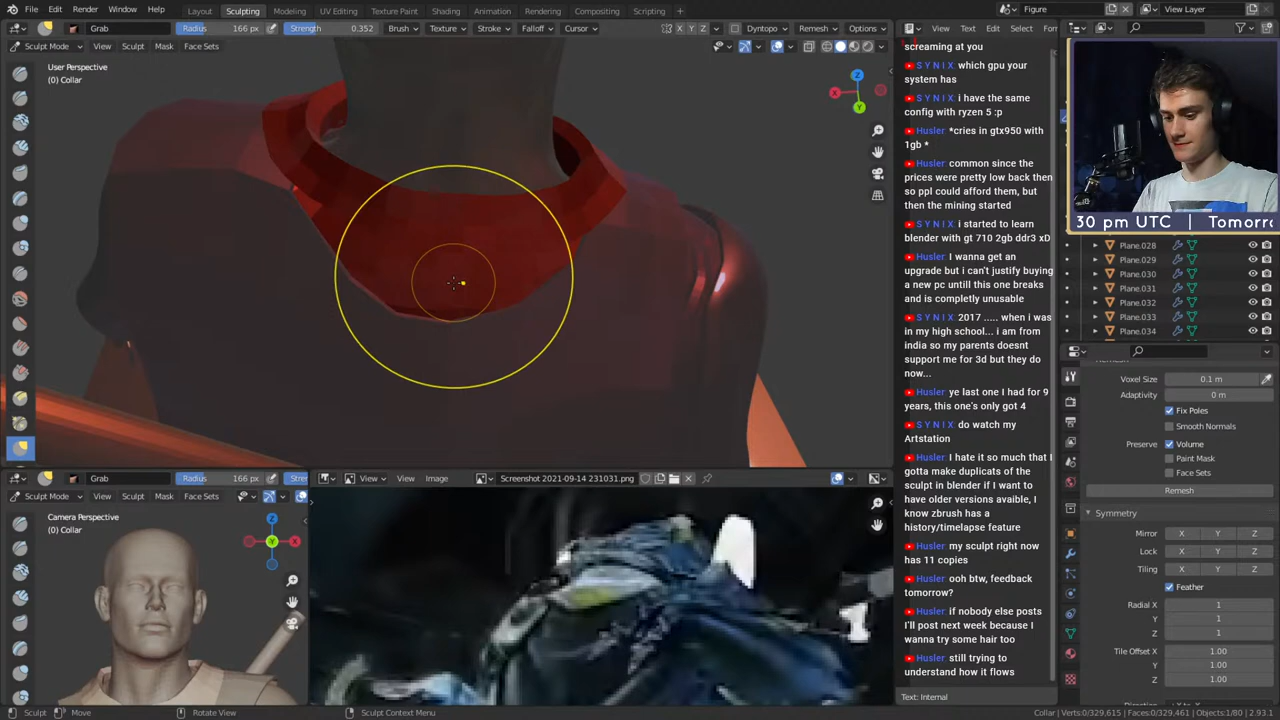 File Edit Render Window Help Layout Sculpting Modeling UV Editing Texture Paint Shading Animation Rendering Compositing Scripting + Figure View Layer
Grab Radius 166 px Strength 0.352 Brush Texture Stroke Falloff Cursor X Y Z Dyntopo Remesh Options View Text Edit Select
Sculpt Mode View Sculpt Mask Face Sets
User Perspective
(0) Collar
screaming at you
S Y N I X: which gpu your
system has
S Y N I X: i have the same
config with ryzen 5 :p
Husler: *cries in gtx950 with
1gb *
Husler: common since the
prices were pretty low back then
so ppl could afford them, but
then the mining started
S Y N I X: i started to learn
blender with gt 710 2gb ddr3 xD
Husler: I wanna get an
upgrade but i can't justify buying
a new pc untill this one breaks
and is completly unusable
S Y N I X: 2017 ..... when i was
in my high school... i am from
india so my parents doesnt
support me for 3d but they do
now...
Husler: ye last one I had for 9
years, this one's only got 4
S Y N I X: do watch my
Artstation
Husler: I hate it so much that I
gotta make duplicats of the
sculpt in blender if I want to
have older versions avaible, I
know zbrush has a
history/timelapse feature
Husler: my sculpt right now
has 11 copies
Husler: ooh btw, feedback
tomorrow?
Husler: if nobody else posts
I'll post next week because I
wanna try some hair too
Husler: still trying to
understand how it flows
Text: Internal
30 pm UTC | Tomorr
Plane.028
Plane.029
Plane.030
Plane.031
Plane.032
Plane.033
Plane.034
Remesh
Voxel Size 0.1 m
Adaptivity 0 m
Fix Poles
Smooth Normals
Preserve Volume
Paint Mask
Face Sets
Remesh
Symmetry
Mirror X Y Z
Lock X Y Z
Tiling X Y Z
Feather
Radial X 1
Y 1
Z 1
Tile Offset X 1.00
Y 1.00
Z 1.00
Grab Radius 166 px Stre View Image Screenshot 2021-09-14 231031.png View
Sculpt Mode View Sculpt Mask Face Sets
Camera Perspective
(0) Collar
1
Sculpt Move Rotate View Sculpt Context Menu Collar | Verts:0/329,615 | Faces:0/329,461 | Objects:1/80 | 2.93.1